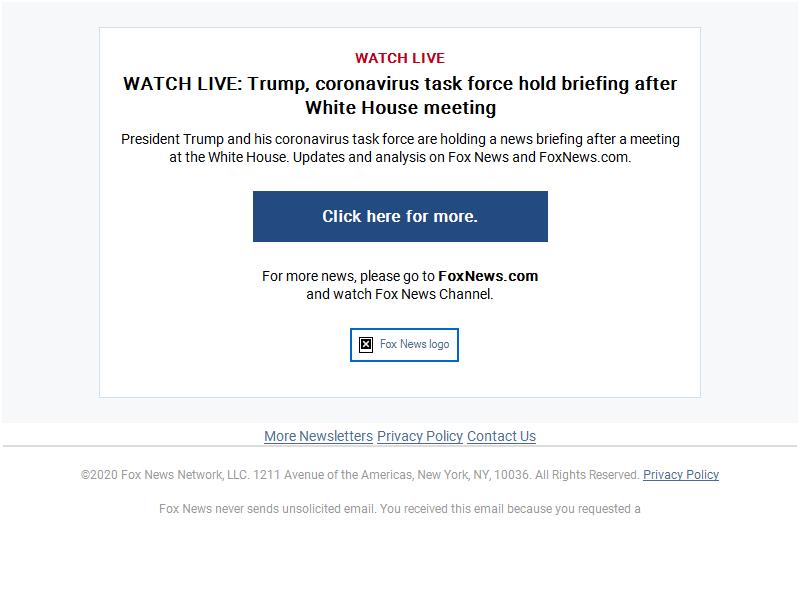 WATCH LIVE
WATCH LIVE: Trump, coronavirus task force hold briefing after
White House meeting
President Trump and his coronavirus task force are holding a news briefing after a meeting
at the White House. Updates and analysis on Fox News and FoxNews.com.
Click here for more.
For more news, please go to FoxNews.com
and watch Fox News Channel.
Fox News logo
More Newsletters Privacy Policy Contact Us
©2020 Fox News Network, LLC. 1211 Avenue of the Americas, New York, NY, 10036. All Rights Reserved. Privacy Policy
Fox News never sends unsolicited email. You received this email because you requested a